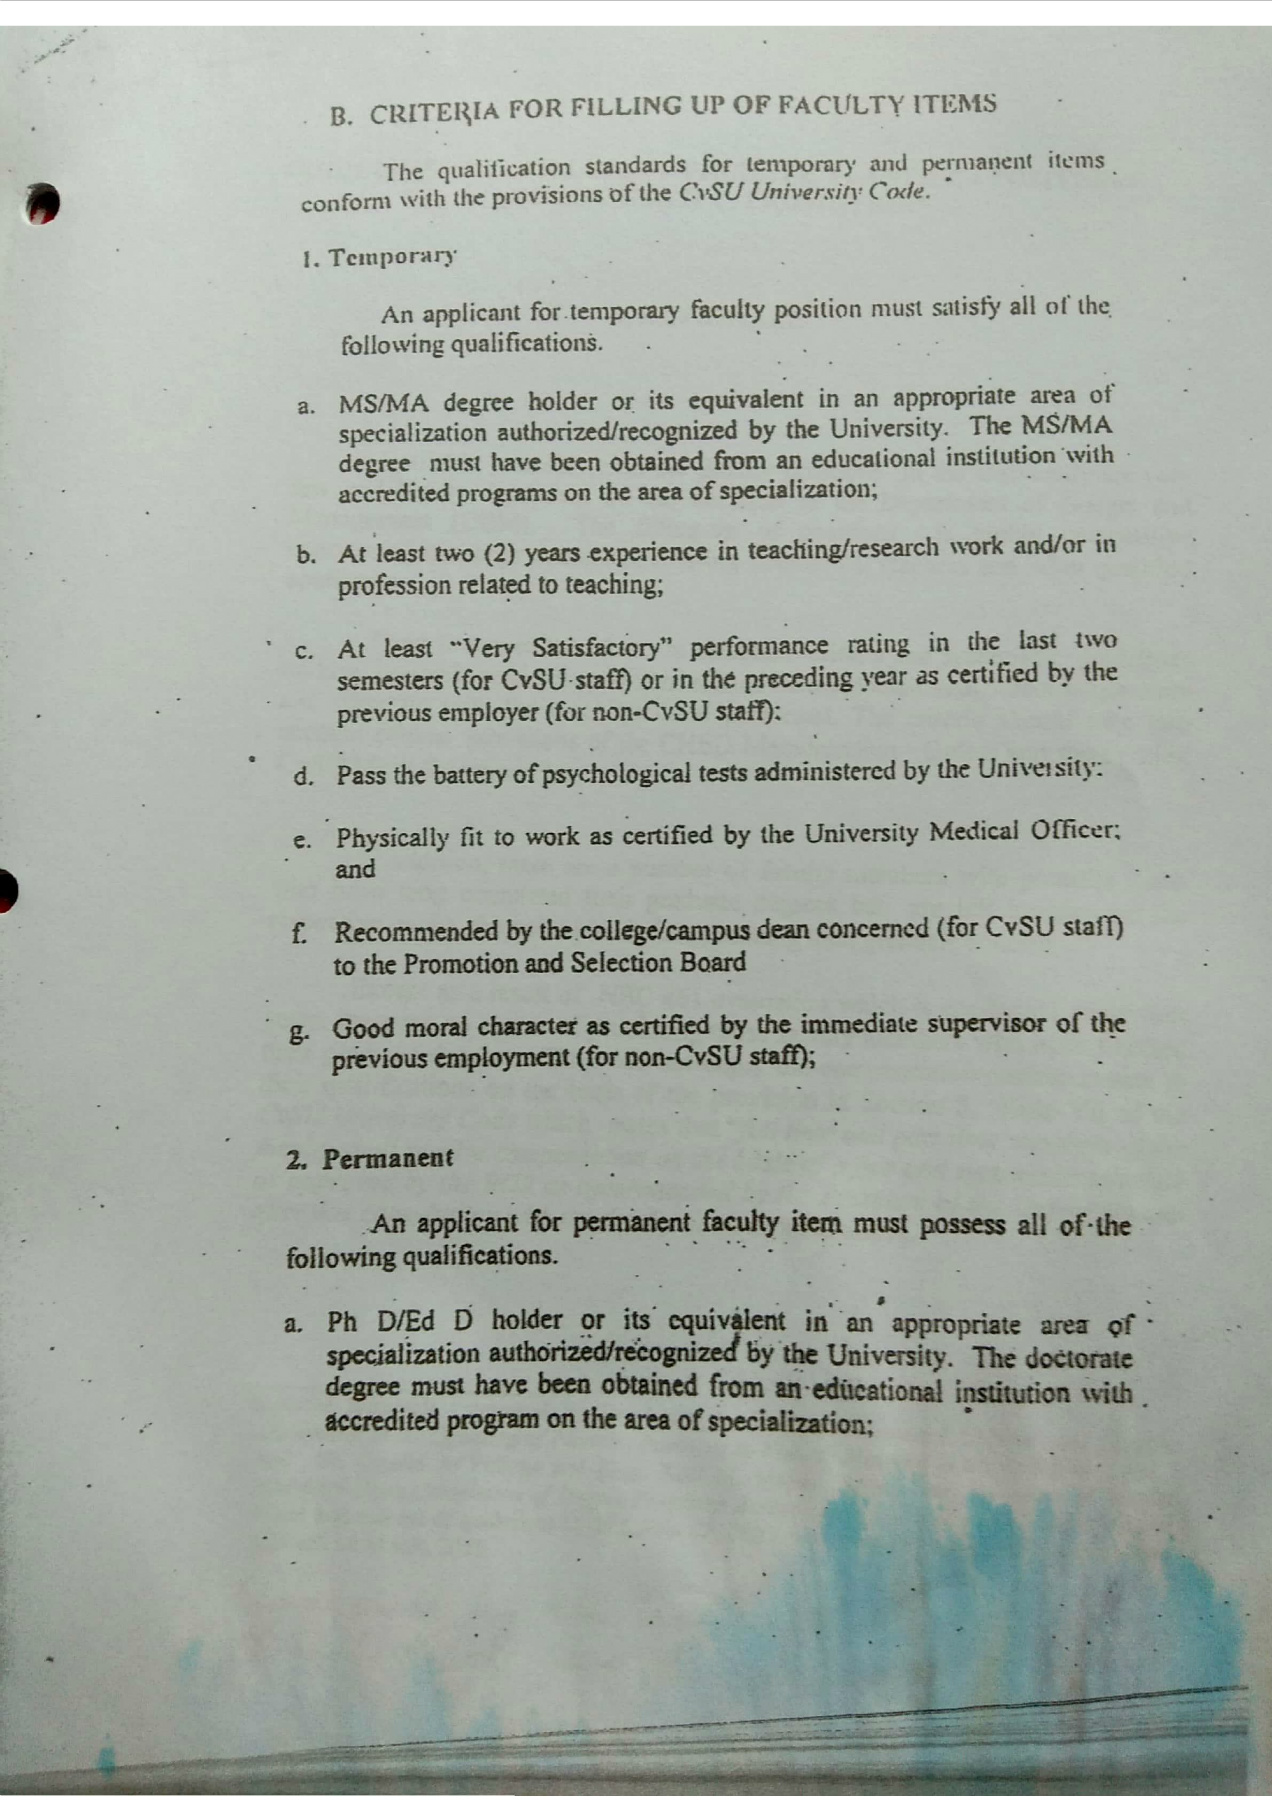 B. CRITERIA FOR FILLING UP OF FACULTY ITEMS
The qualification standards for temporary and permanent items
conform with the provisions of the CvSU University Code.
1. Temporary
An applicant for temporary faculty position must satisfy all of the
following qualifications.
a. MS/MA degree holder or its equivalent in an appropriate area of
specialization authorized/recognized by the University. The MS/MA
degree must have been obtained from an educational institution with
accredited programs on the area of specialization;
b. At least two (2) years experience in teaching/research work and/or in
profession related to teaching;
c. At least “Very Satisfactory” performance rating in the last two
semesters (for CvSU staff) or in the preceding year as certified by the
previous employer (for non-CvSU staff);
d. Pass the battery of psychological tests administered by the University;
e. Physically fit to work as certified by the University Medical Officer;
and
f. Recommended by the college/campus dean concerned (for CvSU staff)
to the Promotion and Selection Board
g. Good moral character as certified by the immediate supervisor of the
previous employment (for non-CvSU staff);
2. Permanent
An applicant for permanent faculty item must possess all of the
following qualifications.
a. Ph D/Ed D holder or its equivalent in an appropriate area of
specialization authorized/recognized by the University. The doctorate
degree must have been obtained from an educational institution with
accredited program on the area of specialization;